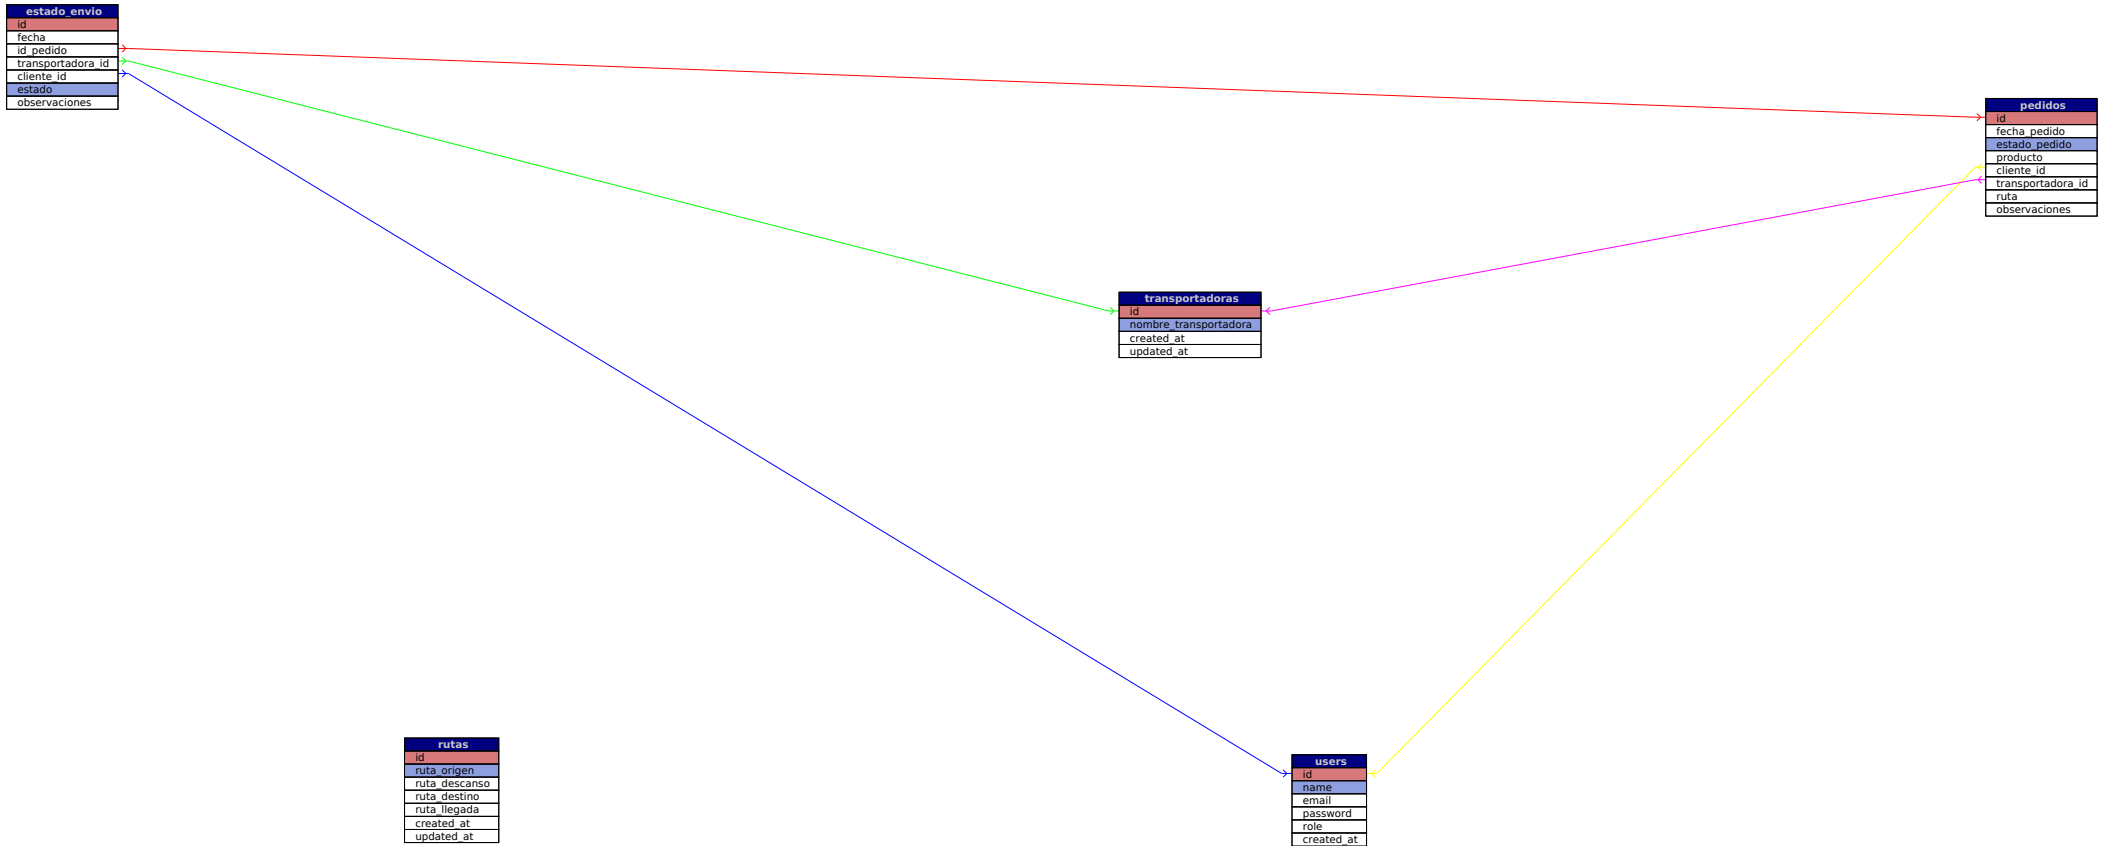 estado_envio
id
fecha
id_pedido
transportadora_id
cliente_id
estado
observaciones
pedidos
id
fecha_pedido
estado_pedido
producto
cliente_id
transportadora_id
ruta
observaciones
transportadoras
id
nombre_transportadora
created_at
updated_at
rutas
id
ruta_origen
ruta_descanso
ruta_destino
ruta_llegada
created_at
updated_at
users
id
name
email
password
role
created_at